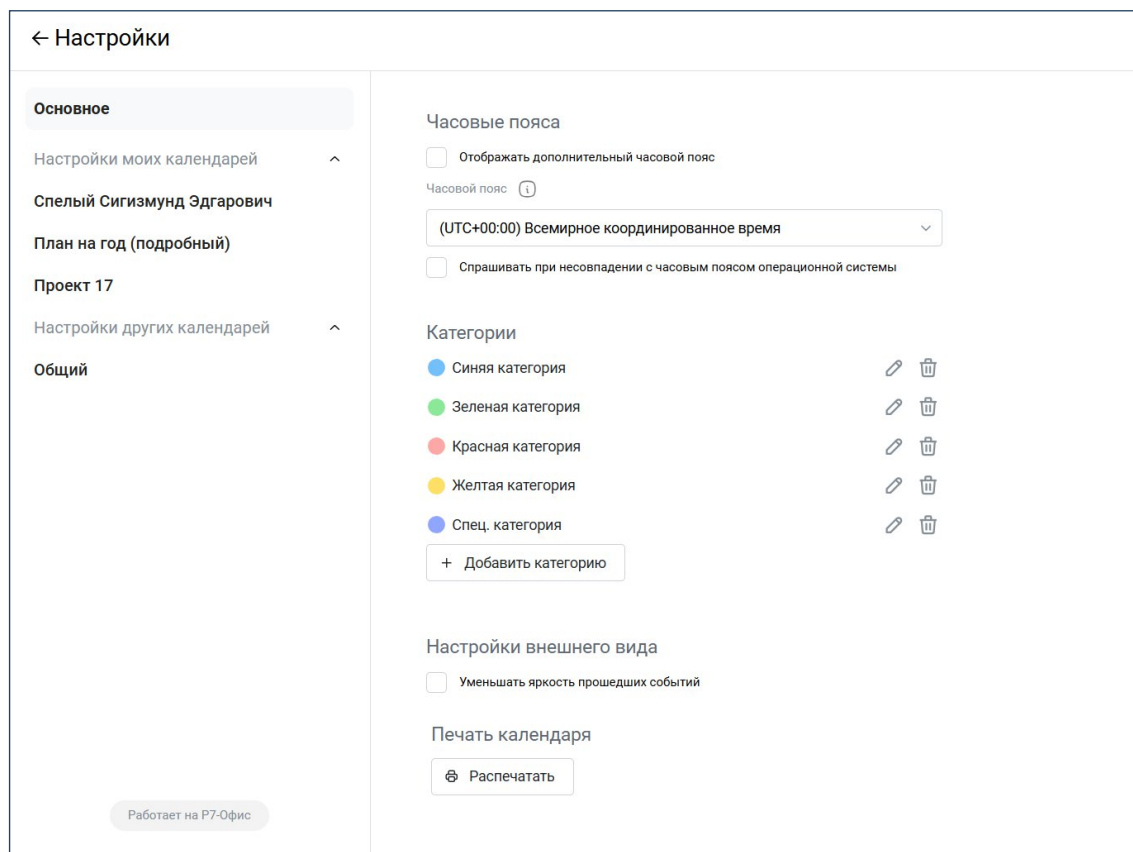 ← Настройки
Основное
Настройки моих календарей
Спелый Сигизмунд Эдгарович
План на год (подробный)
Проект 17
Настройки других календарей
Общий
Работает на Р7-Офис
Часовые пояса
Отображать дополнительный часовой пояс
Часовой пояс
(UTC+00:00) Всемирное координированное время
Спрашивать при несовпадении с часовым поясом операционной системы
Категории
Синяя категория
Зеленая категория
Красная категория
Желтая категория
Спец. категория
+ Добавить категорию
Настройки внешнего вида
Уменьшать яркость прошедших событий
Печать календаря
Распечатать